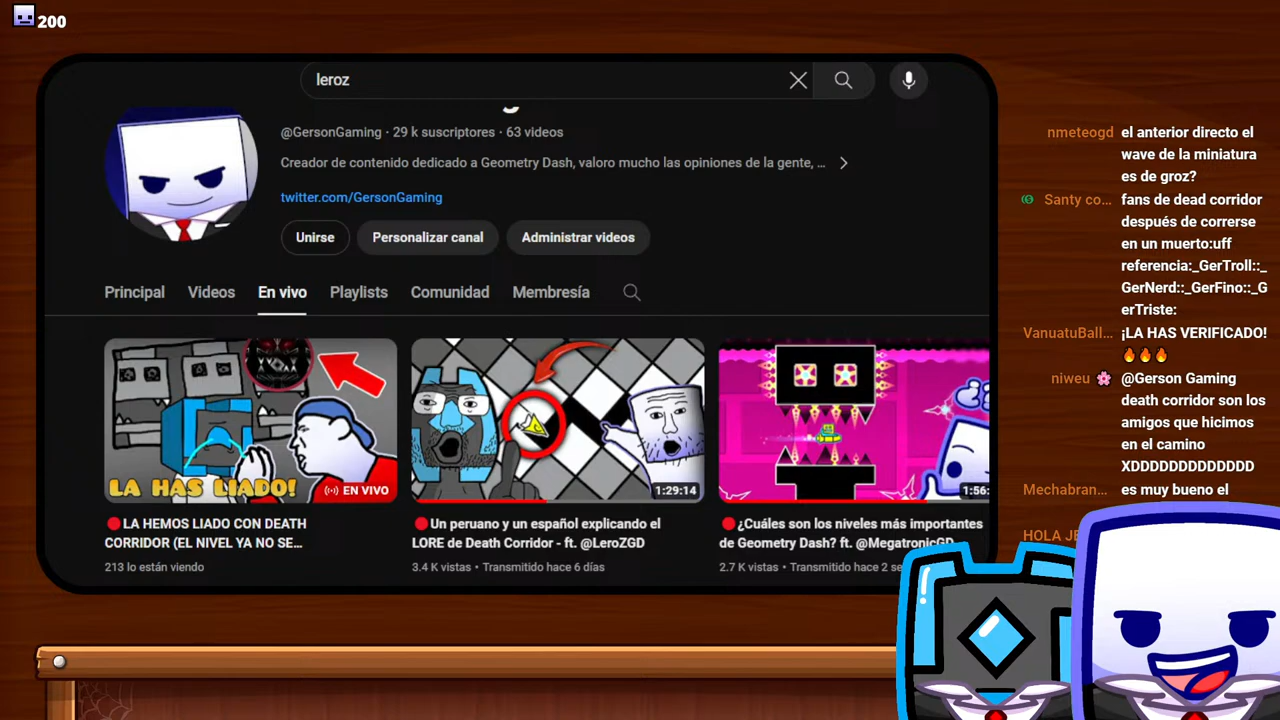 200
leroz
@GersonGaming · 29 k suscriptores · 63 videos
Creador de contenido dedicado a Geometry Dash, valoro mucho las opiniones de la gente, ...
twitter.com/GersonGaming
Unirse
Personalizar canal
Administrar videos
Principal
Videos
En vivo
Playlists
Comunidad
Membresía
LA HAS LIADO!
EN VIVO
1:29:14
1:56:
LA HEMOS LIADO CON DEATH
CORRIDOR (EL NIVEL YA NO SE...
213 lo están viendo
Un peruano y un español explicando el
LORE de Death Corridor - ft. @LeroZGD
3.4 K vistas • Transmitido hace 6 días
¿Cuáles son los niveles más importantes
de Geometry Dash? ft. @MegatronicGD
2.7 K vistas • Transmitido hace 2 se
nmeteogd el anterior directo el
wave de la miniatura
es de groz?
Santy co... fans de dead corridor
después de correrse
en un muerto:uff
referencia:_GerTroll::_
GerNerd::_GerFino::_G
erTriste:
VanuatuBall... ¡LA HAS VERIFICADO!
🔥🔥🔥
niweu 🌸 @Gerson Gaming
death corridor son los
amigos que hicimos
en el camino
XDDDDDDDDDDDDD
Mechabran... es muy bueno el
HOLA JE